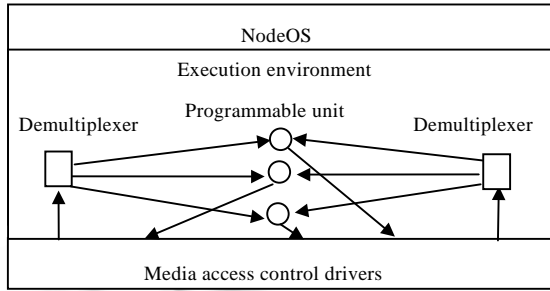 NodeOS
Execution environment
Programmable unit
Demultiplexer
Demultiplexer
Media access control drivers